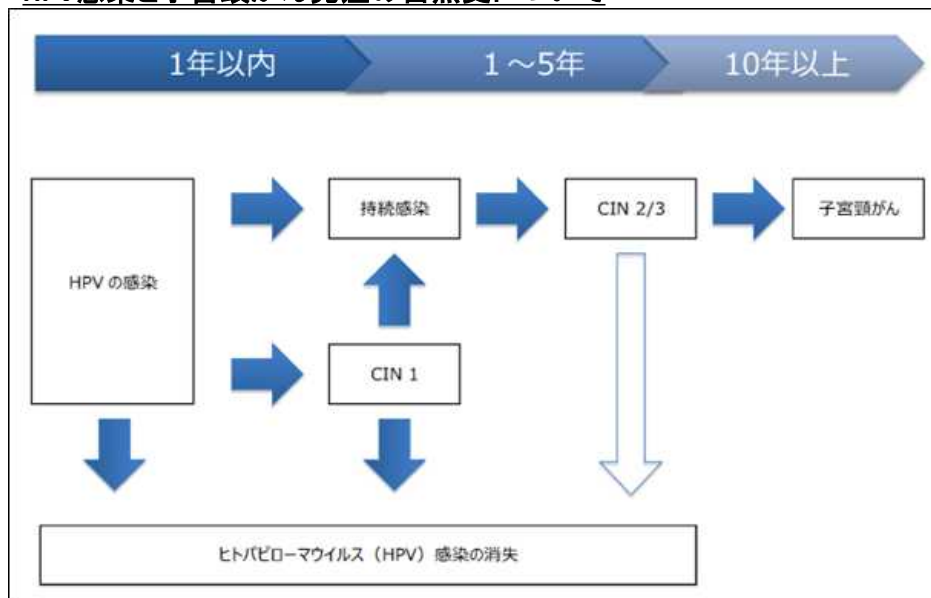 1年以内
1～5年
10年以上
持続感染
CIN 2/3
子宮頸がん
HPV の感染
CIN 1
ヒトパピローマウイルス（HPV）感染の消失